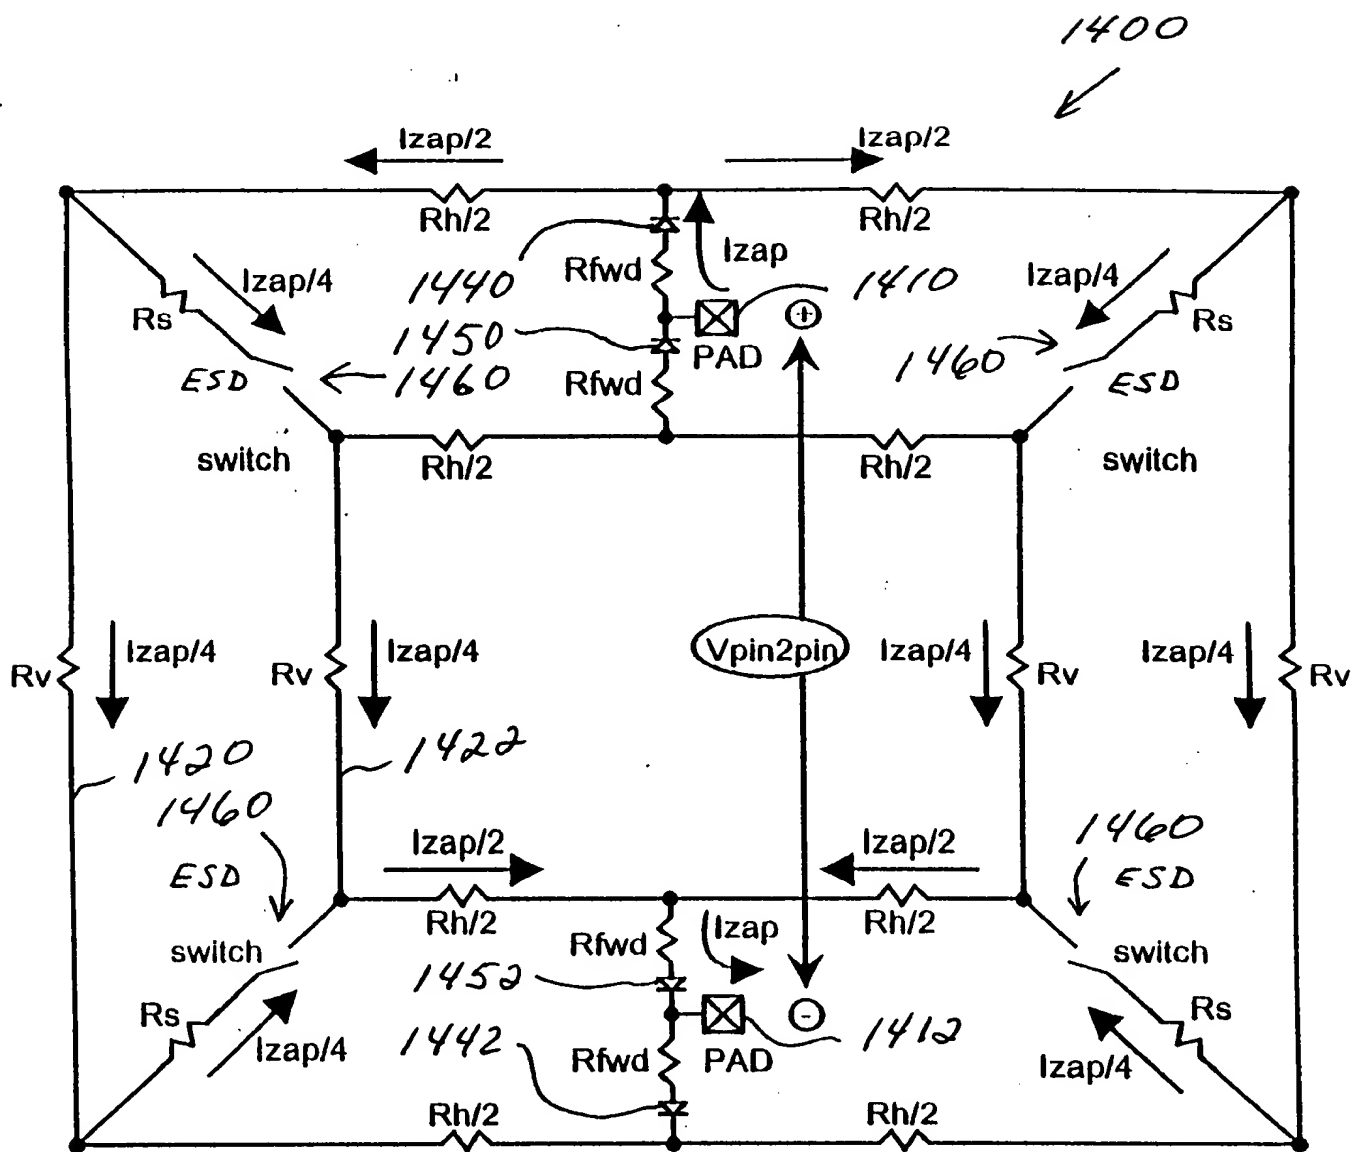 1400
Izap/2 Izap/2
Rh/2 Rh/2
Izap
Rfwd
1440 1410
Izap/4 Izap/4
Rs Rs
+
1450 PAD
1460 1460
ESD ESD
Rfwd
switch switch
Rh/2 Rh/2
Vpin2pin
Izap/4 Izap/4 Izap/4 Izap/4
Rv Rv Rv Rv
1420 1422
1460 1460
Izap/2 Izap/2
ESD ESD
Rh/2 Rh/2
Izap
Rfwd
switch switch
1452
Rs Rs
-
1442 1412
Izap/4 Izap/4
Rfwd PAD
Rh/2 Rh/2